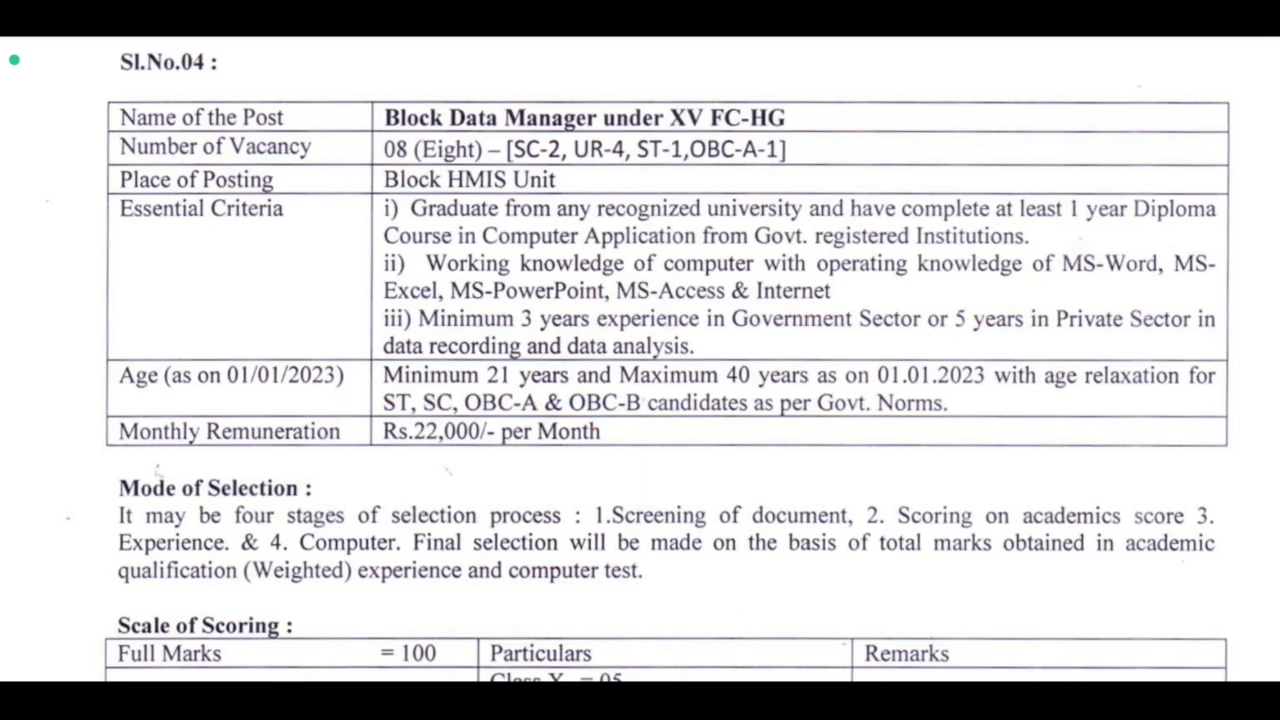 Sl.No.04 :
Name of the Post Block Data Manager under XV FC-HG
Number of Vacancy 08 (Eight) – [SC-2, UR-4, ST-1,OBC-A-1]
Place of Posting Block HMIS Unit
Essential Criteria i) Graduate from any recognized university and have complete at least 1 year Diploma
Course in Computer Application from Govt. registered Institutions.
ii) Working knowledge of computer with operating knowledge of MS-Word, MS-
Excel, MS-PowerPoint, MS-Access & Internet
iii) Minimum 3 years experience in Government Sector or 5 years in Private Sector in
data recording and data analysis.
Age (as on 01/01/2023) Minimum 21 years and Maximum 40 years as on 01.01.2023 with age relaxation for
ST, SC, OBC-A & OBC-B candidates as per Govt. Norms.
Monthly Remuneration Rs.22,000/- per Month
Mode of Selection :
It may be four stages of selection process : 1.Screening of document, 2. Scoring on academics score 3.
Experience. & 4. Computer. Final selection will be made on the basis of total marks obtained in academic
qualification (Weighted) experience and computer test.
Scale of Scoring :
Full Marks = 100 Particulars Remarks
Class X = 05